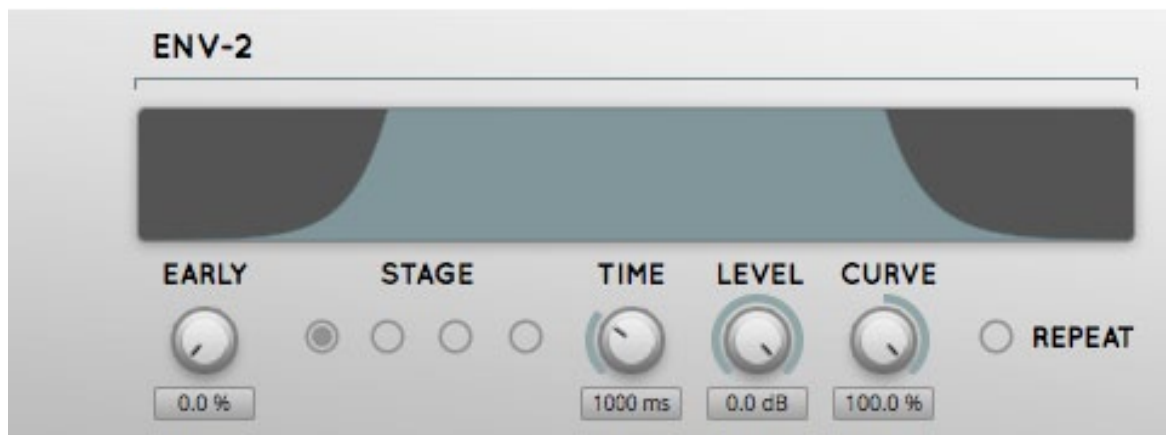 ENV-2
EARLY STAGE TIME LEVEL CURVE
REPEAT
0.0 % 1000 ms 0.0 dB 100.0 %